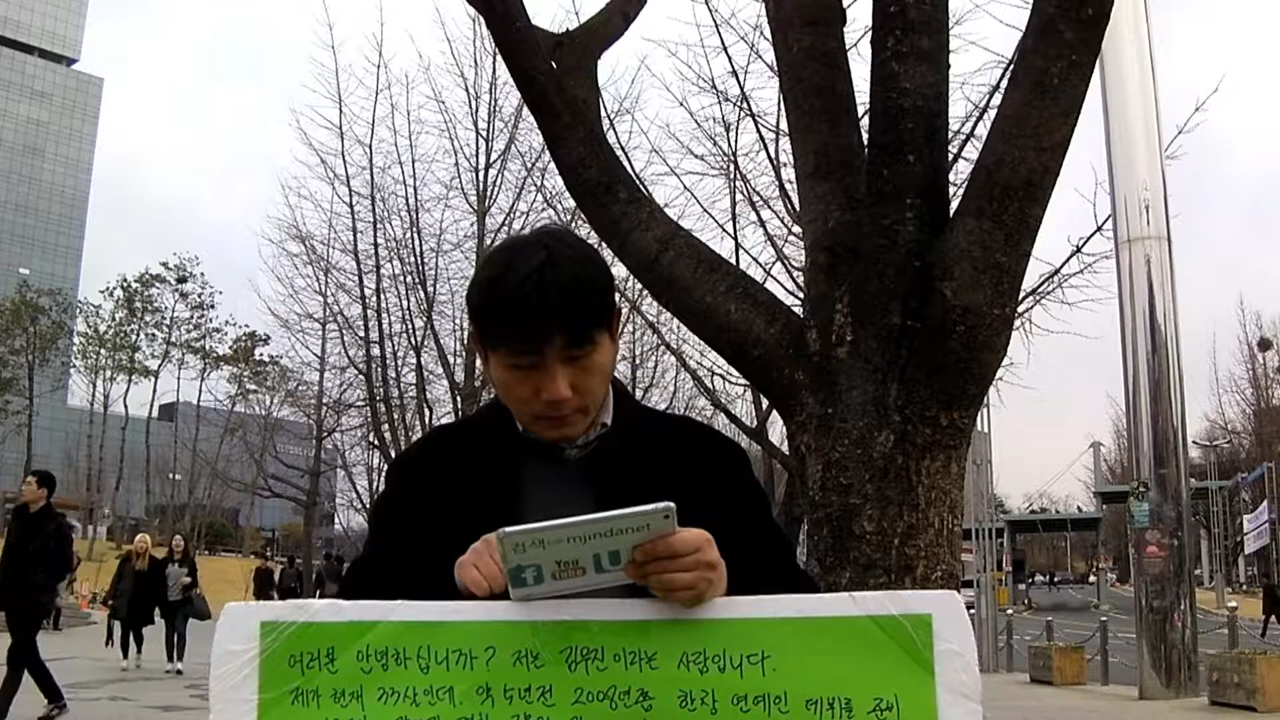 검색 mjindanet
f You Tube U
여러분 안녕하십니까? 저는 김우진이라는 사람입니다.
제가 현재 33살인데. 약 5년전 2008년쯤 한창 연예인 데뷔를 준비